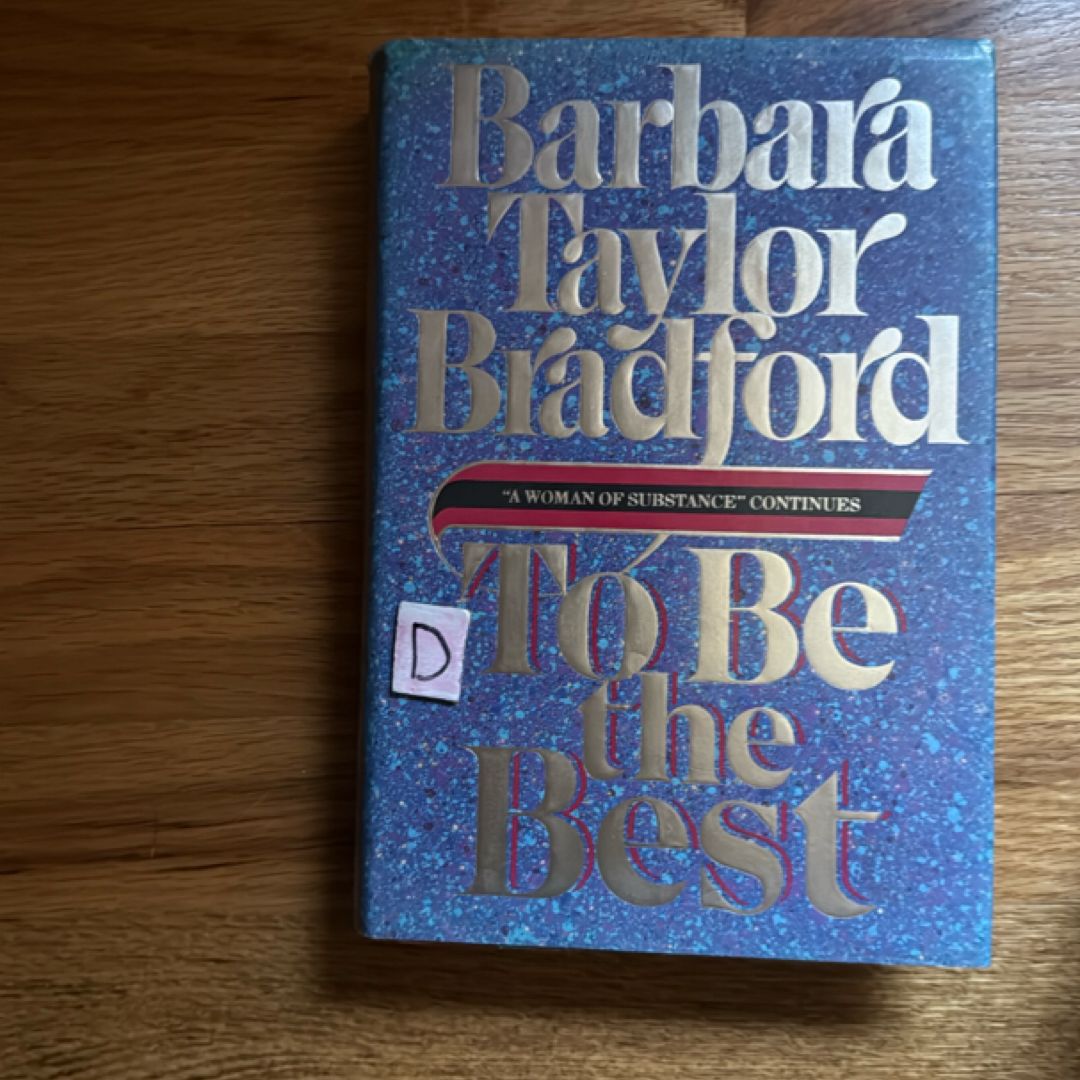 Barbara
Taylor
Bradford
"A WOMAN OF SUBSTANCE" CONTINUES
D
To Be
the
Best